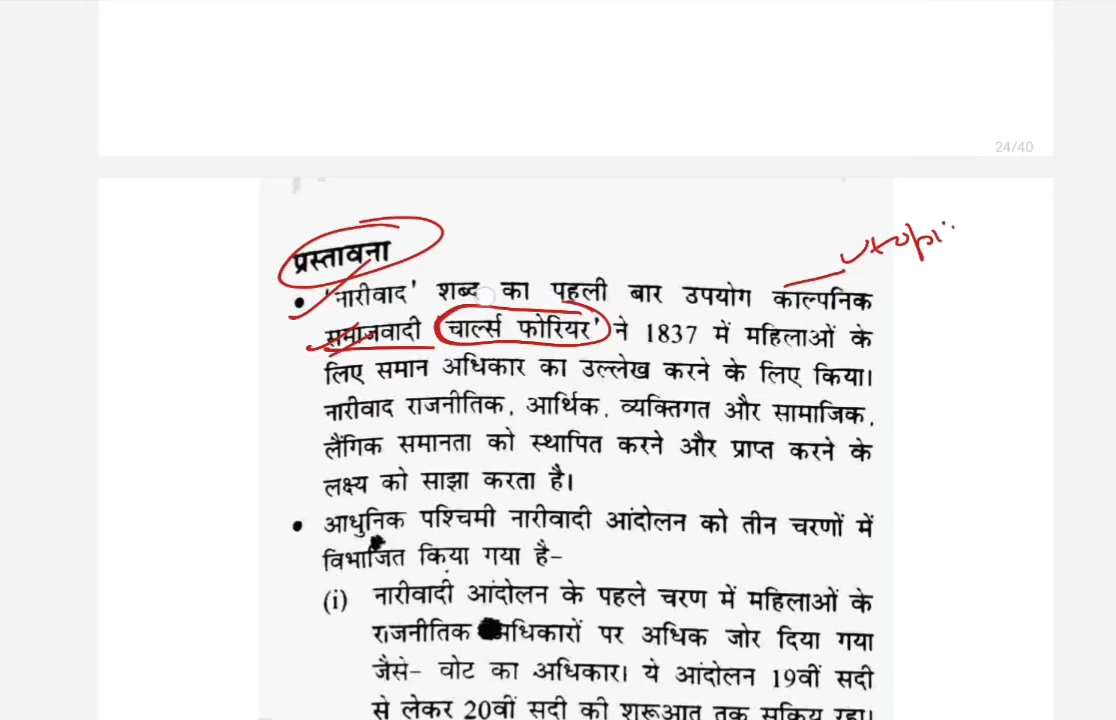 24/40
प्रस्तावना
utopi
• 'नारीवाद' शब्द का पहली बार उपयोग काल्पनिक
समाजवादी 'चार्ल्स फोरियर' ने 1837 में महिलाओं के
लिए समान अधिकार का उल्लेख करने के लिए किया।
नारीवाद राजनीतिक, आर्थिक, व्यक्तिगत और सामाजिक,
लैंगिक समानता को स्थापित करने और प्राप्त करने के
लक्ष्य को साझा करता है।
• आधुनिक पश्चिमी नारीवादी आंदोलन को तीन चरणों में
विभाजित किया गया है–
(i) नारीवादी आंदोलन के पहले चरण में महिलाओं के
राजनीतिक अधिकारों पर अधिक जोर दिया गया
जैसे– वोट का अधिकार। ये आंदोलन 19वीं सदी
से लेकर 20वीं सदी की शुरूआत तक सक्रिय रहा।